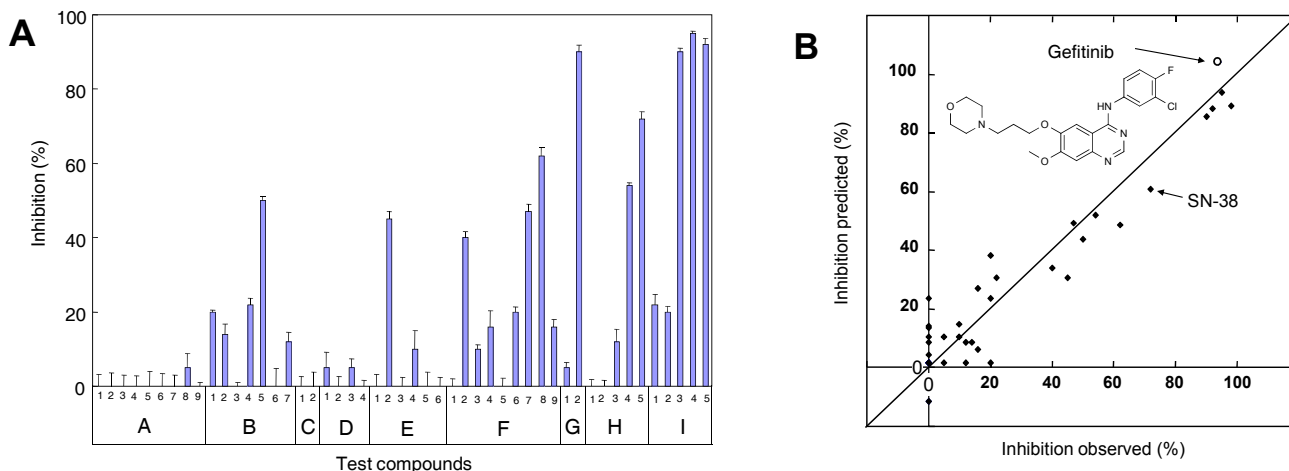 A
Inhibition (%)
100
80
60
40
20
0
1 2 3 4 5 6 7 8 9 1 2 3 4 5 6 7 1 2 1 2 3 4 1 2 3 4 5 6 1 2 3 4 5 6 7 8 9 1 2 1 2 3 4 5 1 2 3 4 5
A B C D E F G H I
Test compounds
B
Inhibition predicted (%)
100
80
60
40
20
0
0 20 40 60 80 100
Inhibition observed (%)
Gefitinib
F
Cl
HN
O
N
O
N
O
N
SN-38